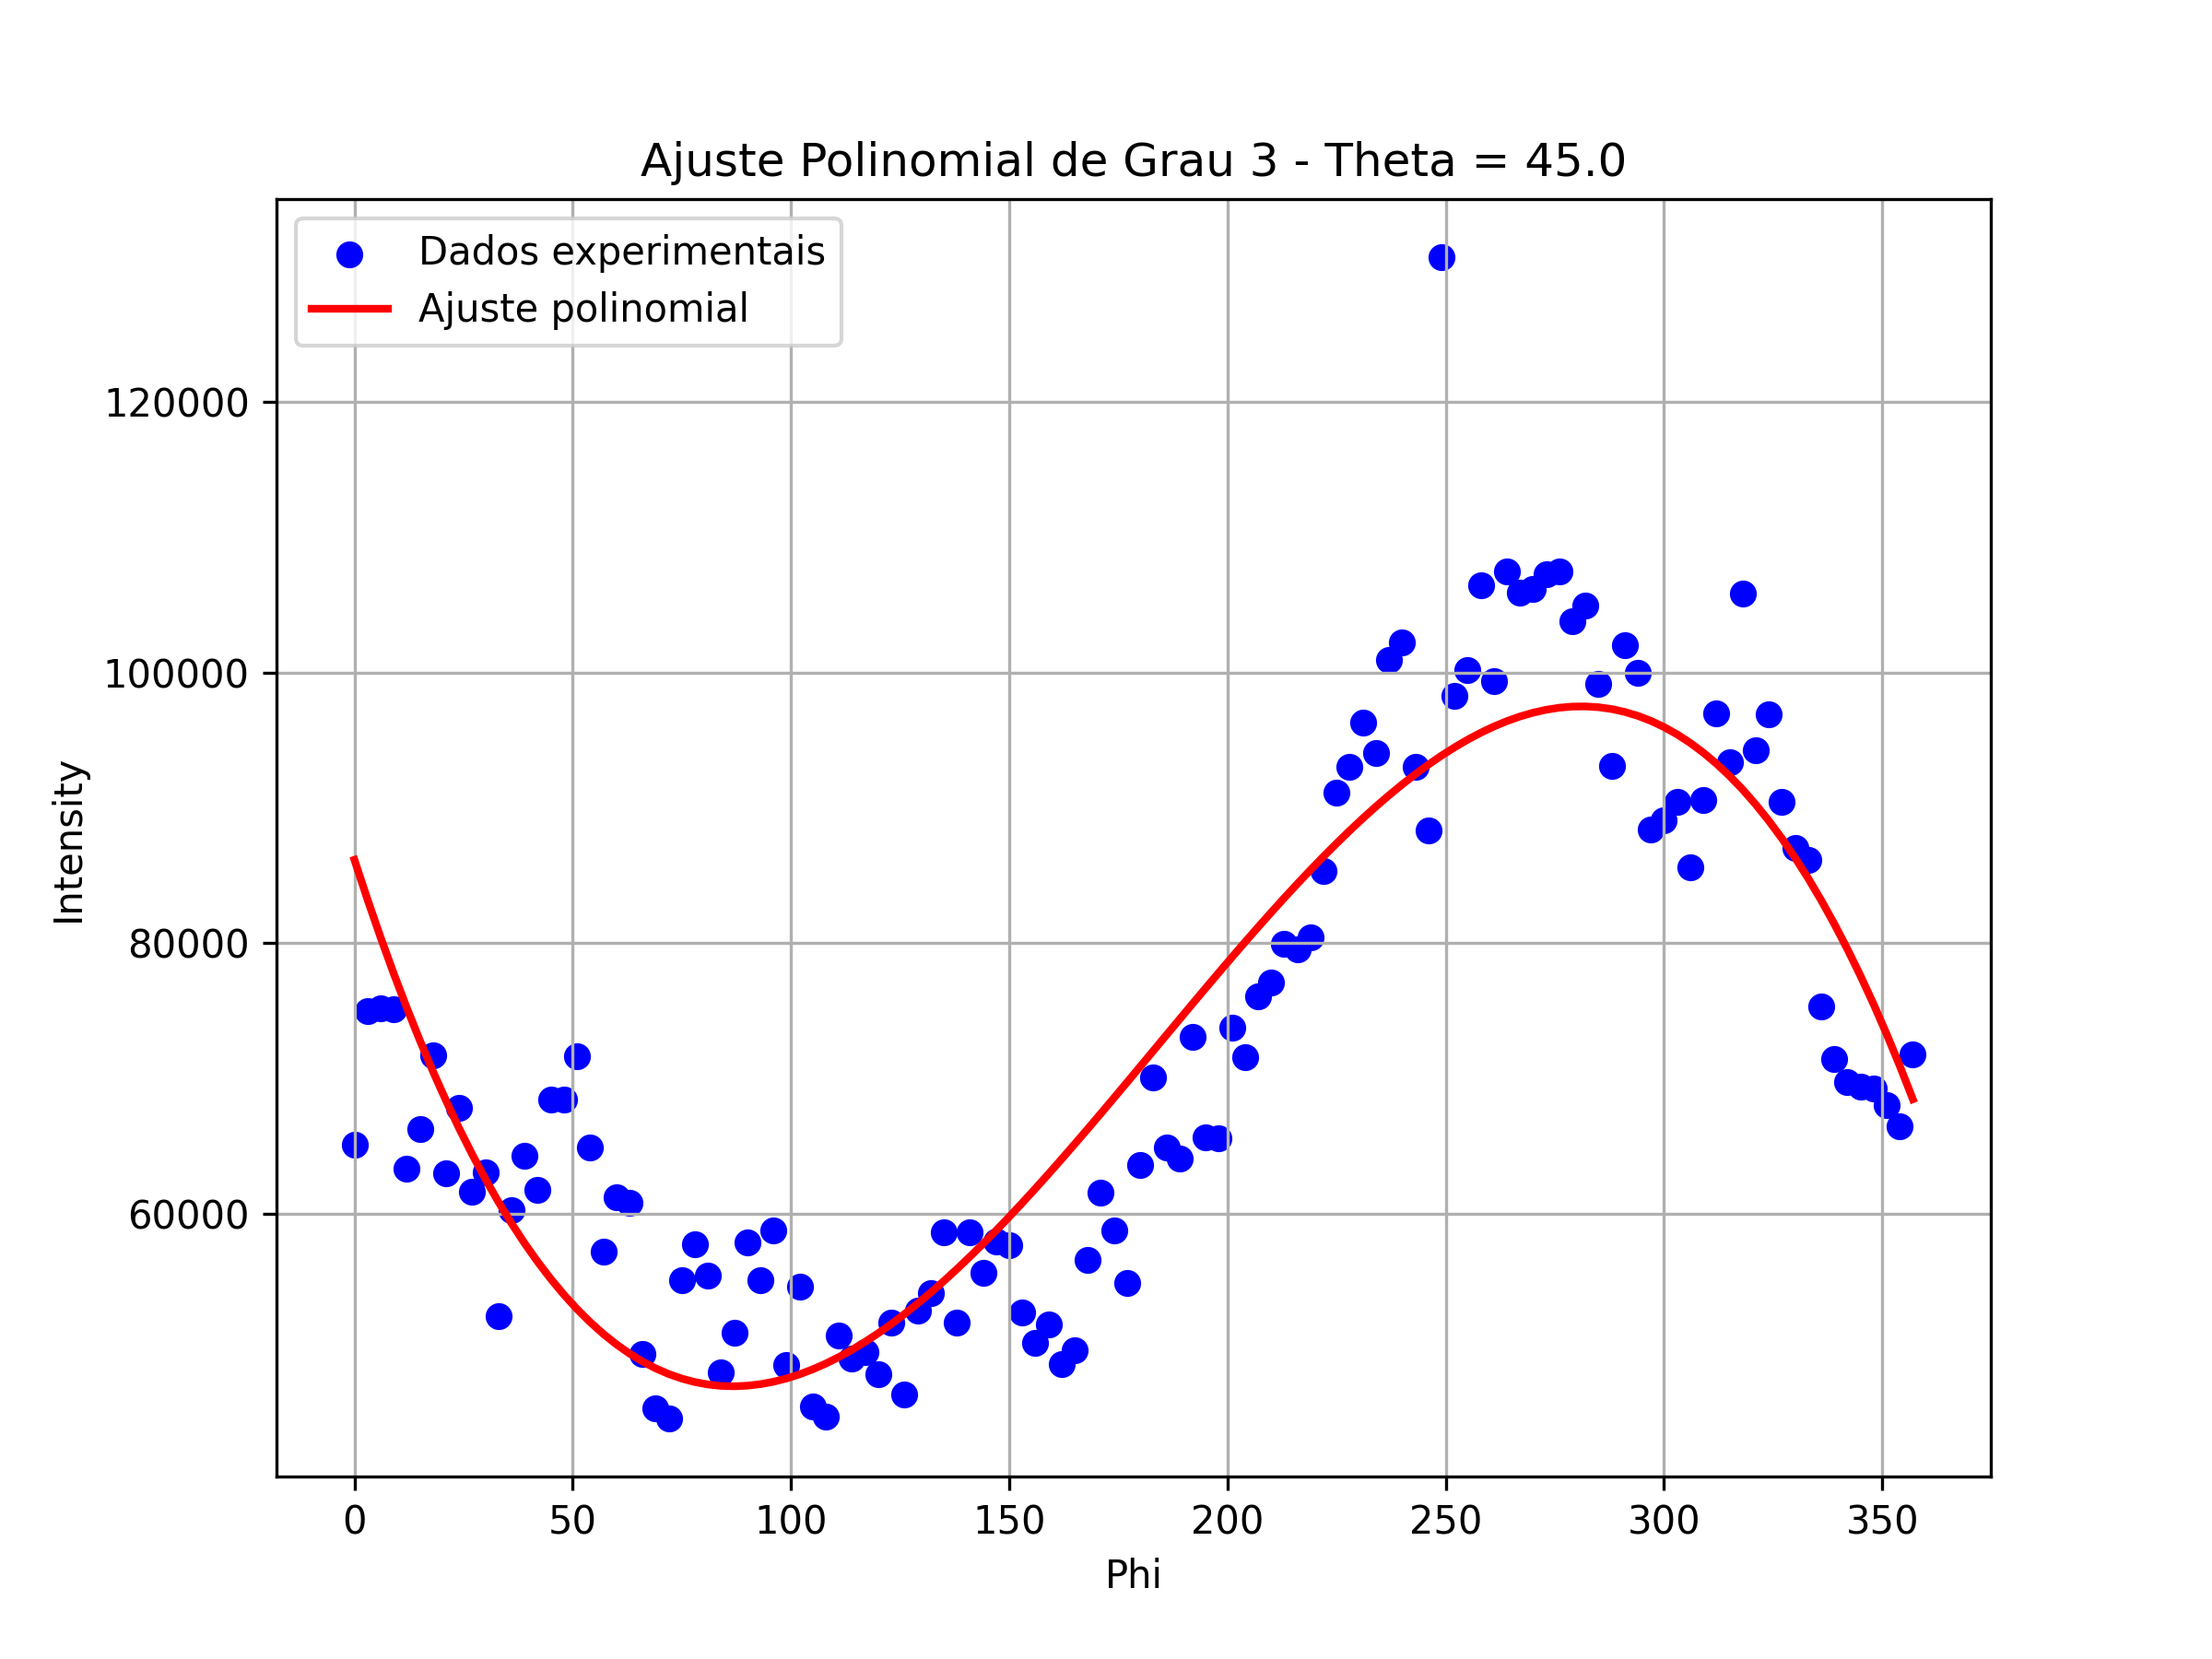 Ajuste Polinomial de Grau 3 - Theta = 45.0
Dados experimentais
Ajuste polinomial
120000
100000
80000
60000
Intensity
0 50 100 150 200 250 300 350
Phi